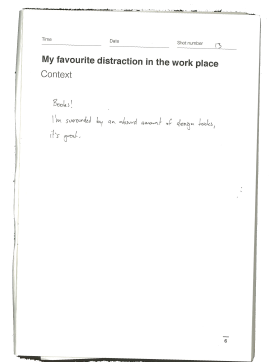 Time
Date
Shot number 13
My favourite distraction in the work place
Context
Books!
I'm surrounded by an absurd amount of design books,
it's great.
6